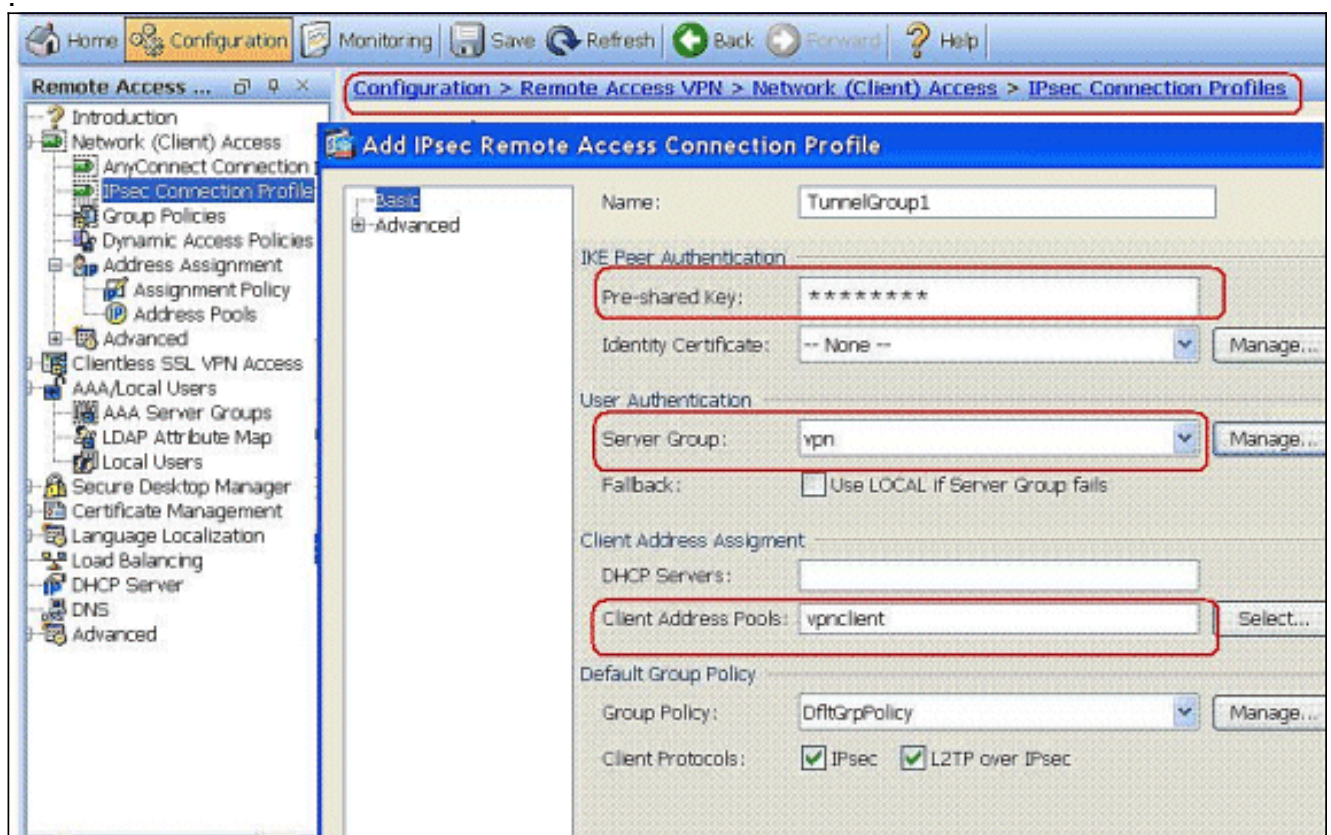 Home Configuration Monitoring Save Refresh Back Forward Help
Remote Access ...
Configuration > Remote Access VPN > Network (Client) Access > IPsec Connection Profiles
Introduction
Network (Client) Access
AnyConnect Connection
IPsec Connection Profile
Group Policies
Dynamic Access Policies
Address Assignment
Assignment Policy
Address Pools
Advanced
Clientless SSL VPN Access
AAA/Local Users
AAA Server Groups
LDAP Attribute Map
Local Users
Secure Desktop Manager
Certificate Management
Language Localization
Load Balancing
DHCP Server
DNS
Advanced
Add IPsec Remote Access Connection Profile
Basic
Advanced
Name: TunnelGroup1
IKE Peer Authentication
Pre-shared Key: ********
Identity Certificate: -- None -- Manage...
User Authentication
Server Group: vpn Manage...
Fallback: Use LOCAL if Server Group fails
Client Address Assigment
DHCP Servers:
Client Address Pools: vpnclient Select...
Default Group Policy
Group Policy: DfltGrpPolicy Manage...
Client Protocols: IPsec L2TP over IPsec